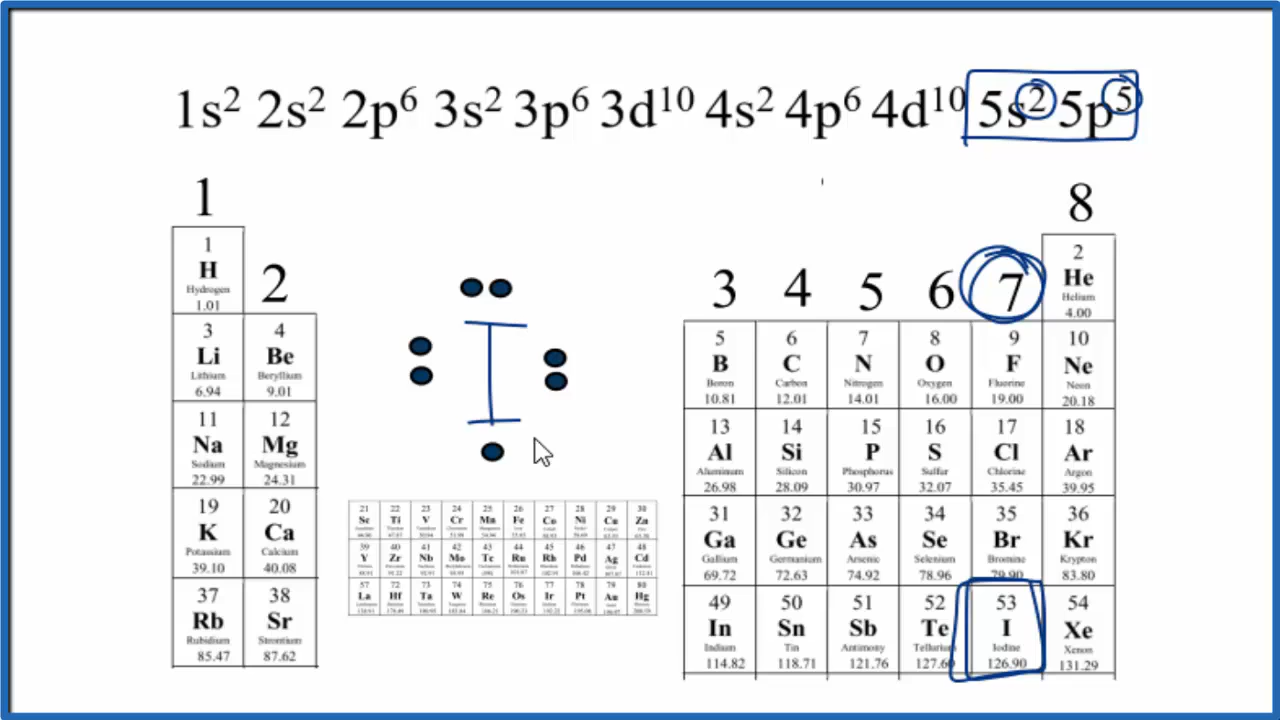 1s² 2s² 2p⁶ 3s² 3p⁶ 3d¹⁰ 4s² 4p⁶ 4d¹⁰ 5s² 5p⁵
1 8
1 2
H 2 3 4 5 6 7 He
Hydrogen Helium
1.01 4.00
3 4 5 6 7 8 9 10
Li Be B C N O F Ne
Lithium Beryllium Boron Carbon Nitrogen Oxygen Fluorine Neon
6.94 9.01 10.81 12.01 14.01 16.00 19.00 20.18
11 12 13 14 15 16 17 18
Na Mg Al Si P S Cl Ar
Sodium Magnesium Aluminum Silicon Phosphorus Sulfur Chlorine Argon
22.99 24.31 26.98 28.09 30.97 32.07 35.45 39.95
I
19 20 21 22 23 24 25 26 27 28 29 30 31 32 33 34 35 36
K Ca Sc Ti V Cr Mn Fe Co Ni Cu Zn Ga Ge As Se Br Kr
Potassium Calcium Gallium Germanium Arsenic Selenium Bromine Krypton
39.10 40.08 69.72 72.63 74.92 78.96 79.90 83.80
37 38 39 40 41 42 43 44 45 46 47 48 49 50 51 52 53 54
Rb Sr Y Zr Nb Mo Tc Ru Rh Pd Ag Cd In Sn Sb Te I Xe
Rubidium Strontium Indium Tin Antimony Tellurium Iodine Xenon
85.47 87.62 114.82 118.71 121.76 127.60 126.90 131.29
57 72 73 74 75 76 77 78 79 80
La Hf Ta W Re Os Ir Pt Au Hg